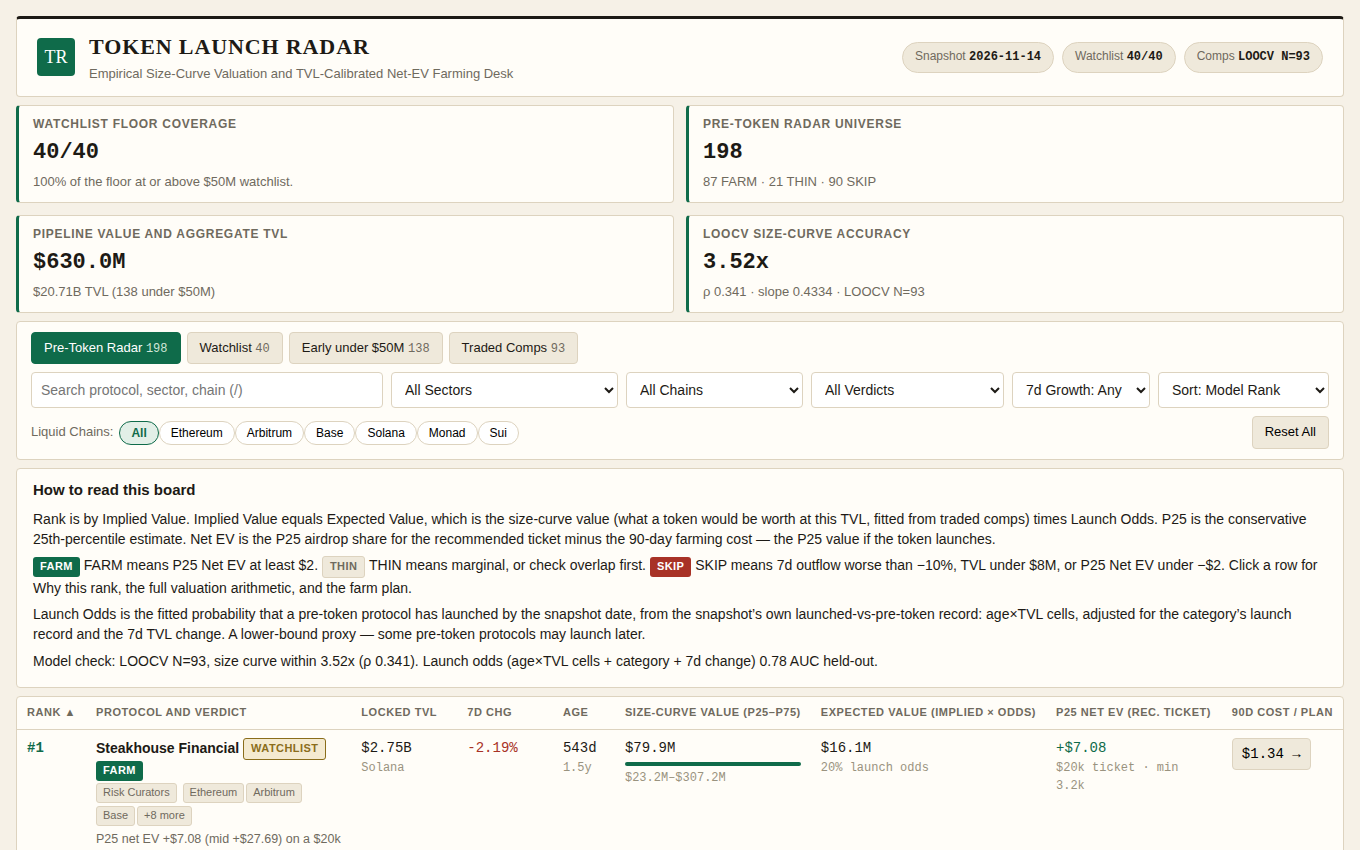 TR
TOKEN LAUNCH RADAR
Empirical Size-Curve Valuation and TVL-Calibrated Net-EV Farming Desk
Snapshot 2026-11-14
Watchlist 40/40
Comps LOOCV N=93
WATCHLIST FLOOR COVERAGE
40/40
100% of the floor at or above $50M watchlist.
PRE-TOKEN RADAR UNIVERSE
198
87 FARM · 21 THIN · 90 SKIP
PIPELINE VALUE AND AGGREGATE TVL
$630.0M
$20.71B TVL (138 under $50M)
LOOCV SIZE-CURVE ACCURACY
3.52x
ρ 0.341 · slope 0.4334 · LOOCV N=93
Pre-Token Radar 198
Watchlist 40
Early under $50M 138
Traded Comps 93
Search protocol, sector, chain (/)
All Sectors
All Chains
All Verdicts
7d Growth: Any
Sort: Model Rank
Liquid Chains: All Ethereum Arbitrum Base Solana Monad Sui
Reset All
How to read this board
Rank is by Implied Value. Implied Value equals Expected Value, which is the size-curve value (what a token would be worth at this TVL, fitted from traded comps) times Launch Odds. P25 is the conservative
25th-percentile estimate. Net EV is the P25 airdrop share for the recommended ticket minus the 90-day farming cost — the P25 value if the token launches.
FARM FARM means P25 Net EV at least $2. THIN THIN means marginal, or check overlap first. SKIP SKIP means 7d outflow worse than −10%, TVL under $8M, or P25 Net EV under −$2. Click a row for
Why this rank, the full valuation arithmetic, and the farm plan.
Launch Odds is the fitted probability that a pre-token protocol has launched by the snapshot date, from the snapshot’s own launched-vs-pre-token record: age×TVL cells, adjusted for the category’s launch
record and the 7d TVL change. A lower-bound proxy — some pre-token protocols may launch later.
Model check: LOOCV N=93, size curve within 3.52x (ρ 0.341). Launch odds (age×TVL cells + category + 7d change) 0.78 AUC held-out.
RANK ▲ PROTOCOL AND VERDICT LOCKED TVL 7D CHG AGE SIZE-CURVE VALUE (P25–P75) EXPECTED VALUE (IMPLIED × ODDS) P25 NET EV (REC. TICKET) 90D COST / PLAN
#1 Steakhouse Financial WATCHLIST $2.75B -2.19% 543d $79.9M $16.1M +$7.08 $1.34 →
FARM Solana 1.5y $23.2M–$307.2M 20% launch odds $20k ticket · min
3.2k
Risk Curators Ethereum Arbitrum
Base +8 more
P25 net EV +$7.08 (mid +$27.69) on a $20k